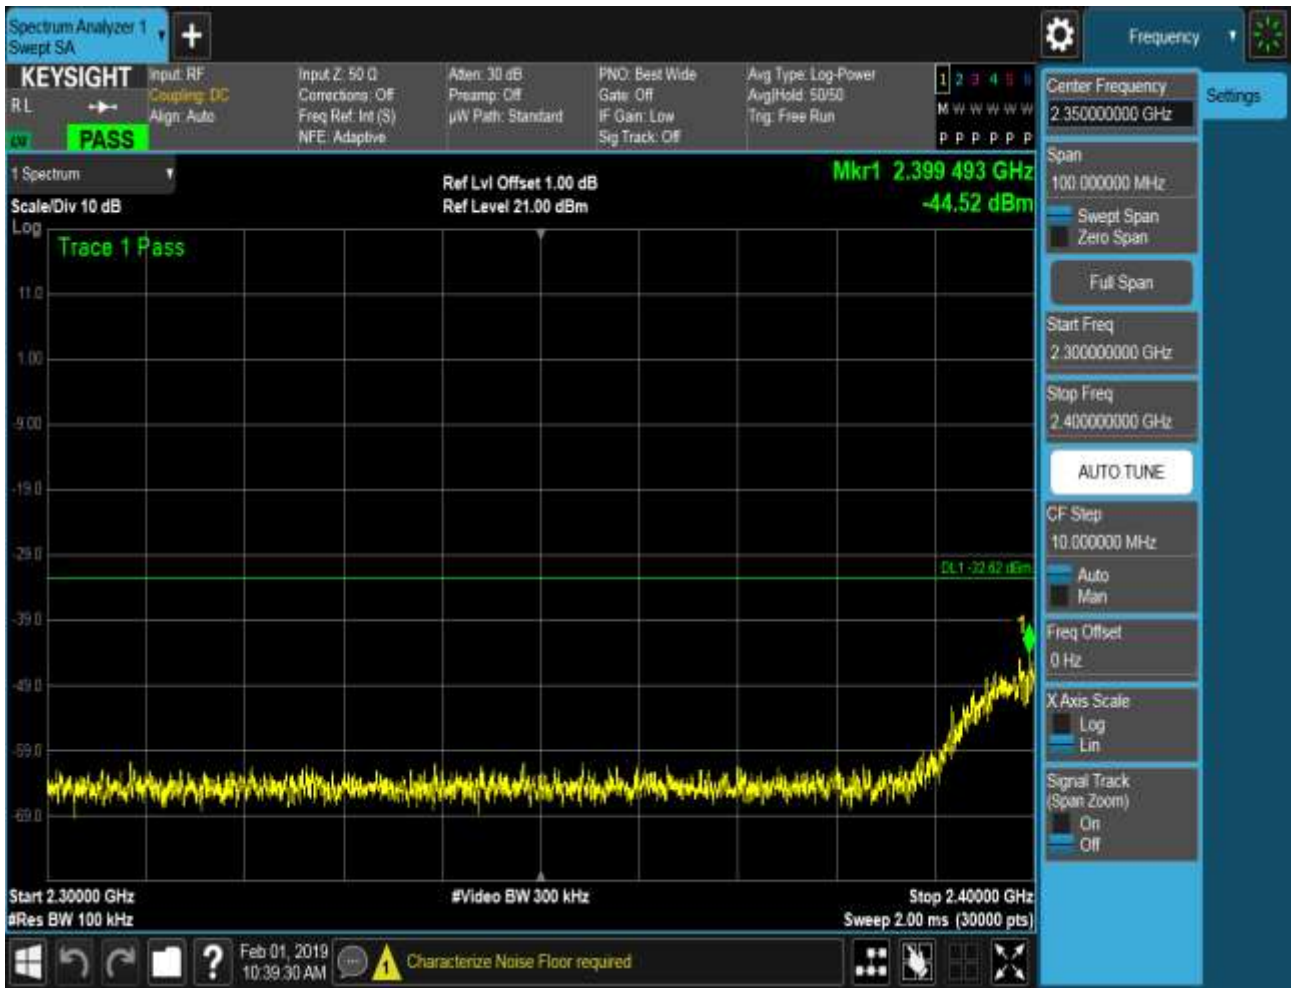 Spectrum Analyzer 1
Swept SA
+
Frequency
KEYSIGHT
Input: RF
Coupling: DC
Align: Auto
Input Z: 50 Ω
Corrections: Off
Freq Ref: Int (S)
NFE: Adaptive
Atten: 30 dB
Preamp: Off
µW Path: Standard
PNO: Best Wide
Gate: Off
IF Gain: Low
Sig Track: Off
Avg Type: Log-Power
Avg|Hold: 50/50
Trig: Free Run
1 2 3 4 5 6
M W W W W W
P P P P P P
R L
PASS
1 Spectrum
Scale/Div 10 dB
Ref Lvl Offset 1.00 dB
Ref Level 21.00 dBm
Mkr1 2.399 493 GHz
-44.52 dBm
Log
Trace 1 Pass
11.0
1.00
-9.00
-19.0
-29.0
DL1 -32.62 dBm
-39.0
1
-49.0
-59.0
-69.0
Start 2.30000 GHz
#Video BW 300 kHz
Stop 2.40000 GHz
#Res BW 100 kHz
Sweep 2.00 ms (30000 pts)
Center Frequency
2.350000000 GHz
Settings
Span
100.000000 MHz
Swept Span
Zero Span
Full Span
Start Freq
2.300000000 GHz
Stop Freq
2.400000000 GHz
AUTO TUNE
CF Step
10.000000 MHz
Auto
Man
Freq Offset
0 Hz
X Axis Scale
Log
Lin
Signal Track
(Span Zoom)
On
Off
?
Feb 01, 2019
10:39:30 AM
1
Characterize Noise Floor required